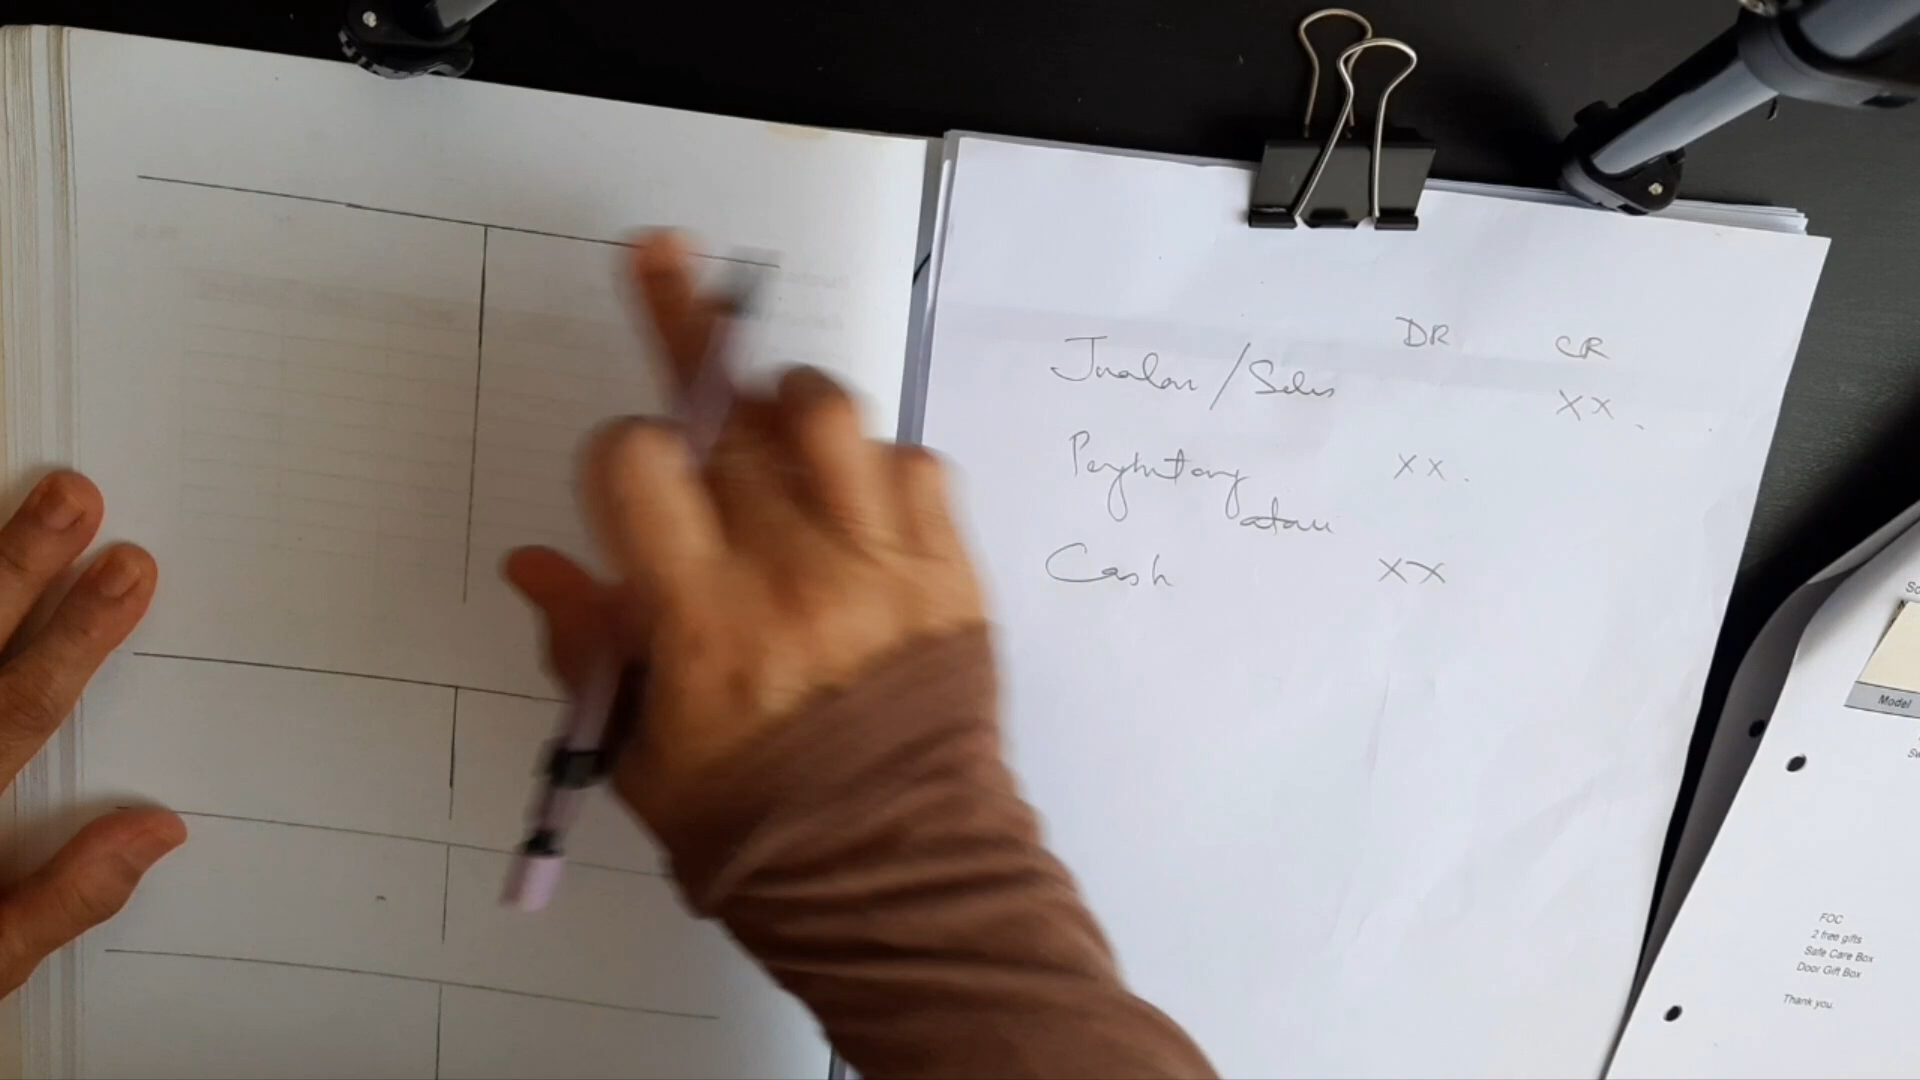 DR CR
Jualan / Sales XX.
Penghutang XX.
atau
Cash XX
Model
FOC
2 free gifts
Safe Care Box
Door Gift Box
Thank you.